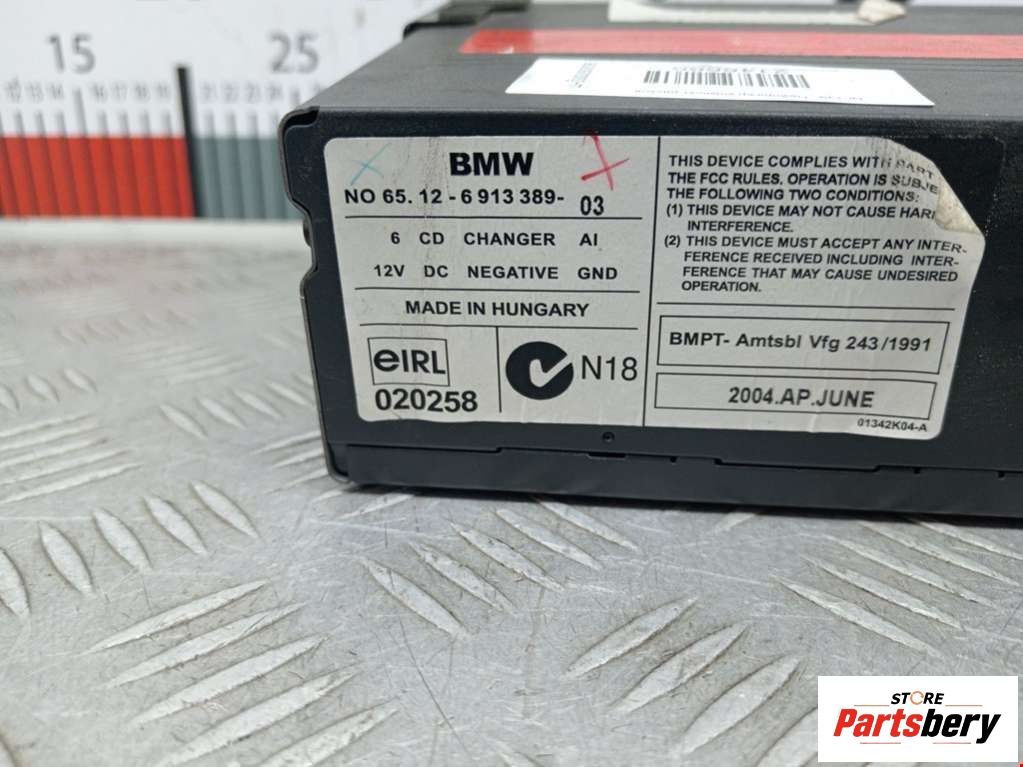 15 25
BMW
NO 65. 12 - 6 913 389- 03
6 CD CHANGER AI
12V DC NEGATIVE GND
MADE IN HUNGARY
eIRL
020258
N18
THIS DEVICE COMPLIES WITH PART
THE FCC RULES. OPERATION IS SUBJE
THE FOLLOWING TWO CONDITIONS:
(1) THIS DEVICE MAY NOT CAUSE HAR
INTERFERENCE.
(2) THIS DEVICE MUST ACCEPT ANY INTER-
FERENCE RECEIVED INCLUDING INTER-
FERENCE THAT MAY CAUSE UNDESIRED
OPERATION.
BMPT- Amtsbl Vfg 243/1991
2004.AP.JUNE
01342K04-A
STORE
Partsbery